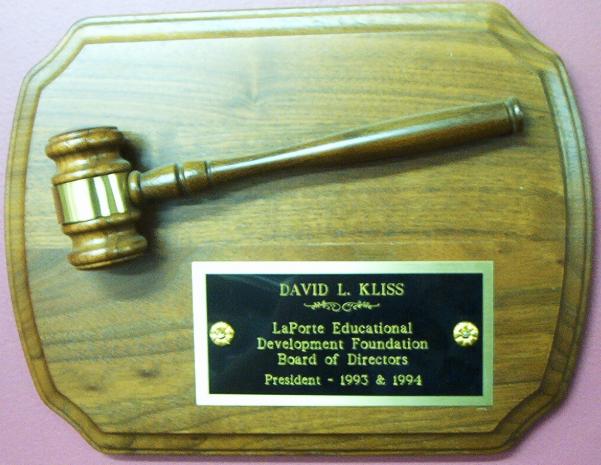 DAVID L. KLISS
LaPorte Educational
Development Foundation
Board of Directors
President - 1993 & 1994